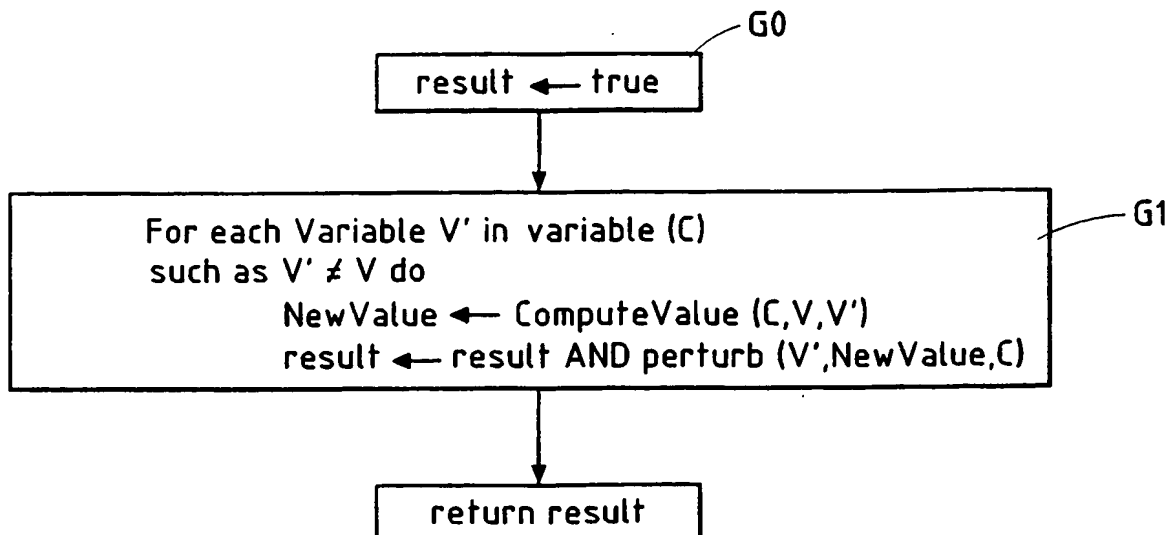 G0
result ← true
G1
For each Variable V' in variable (C)
such as V' ≠ V do
NewValue ← ComputeValue (C,V,V')
result ← result AND perturb (V',NewValue,C)
return result